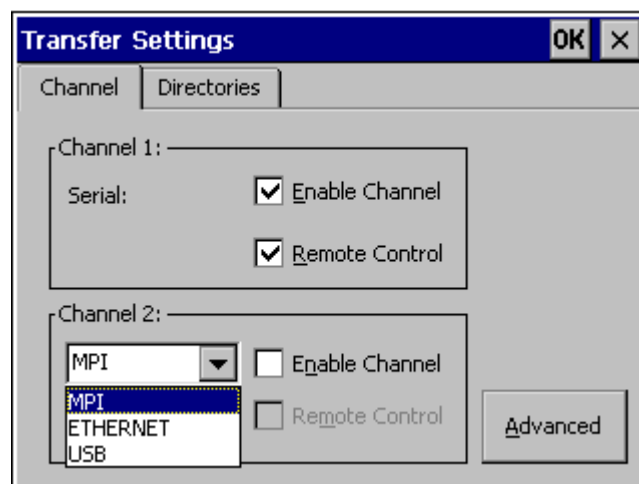 Transfer Settings OK ×
Channel Directories
Channel 1:
Serial: Enable Channel
Remote Control
Channel 2:
MPI Enable Channel
MPI
ETHERNET Remote Control
USB
Advanced